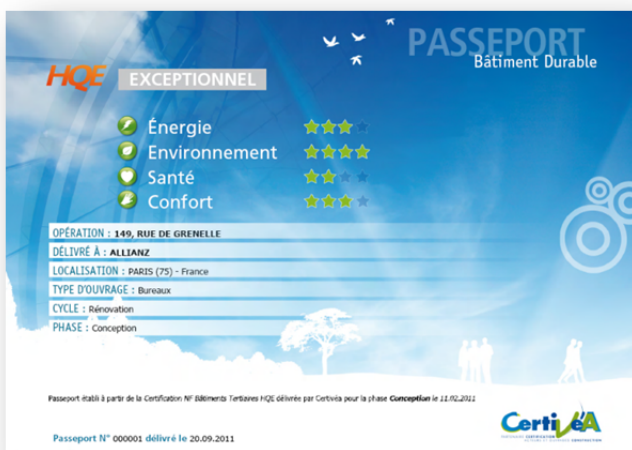 PASSEPORT
Bâtiment Durable
HQE EXCEPTIONNEL
Énergie
Environnement
Santé
Confort
OPÉRATION : 149, RUE DE GRENELLE
DÉLIVRÉ À : ALLIANZ
LOCALISATION : PARIS (75) - France
TYPE D'OUVRAGE : Bureaux
CYCLE : Rénovation
PHASE : Conception
Passeport établi à partir de la Certification NF Bâtiments Tertiaires HQE délivrée par Certivéa pour la phase Conception le 11.02.2011
CertivéA
Passeport N° 000001 délivré le 20.09.2011